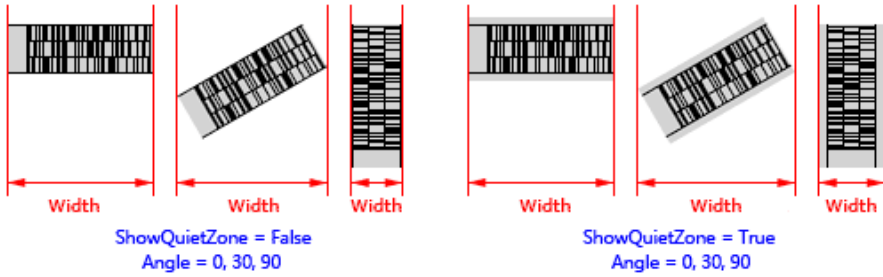 Width Width Width Width Width Width
ShowQuietZone = False ShowQuietZone = True
Angle = 0, 30, 90 Angle = 0, 30, 90